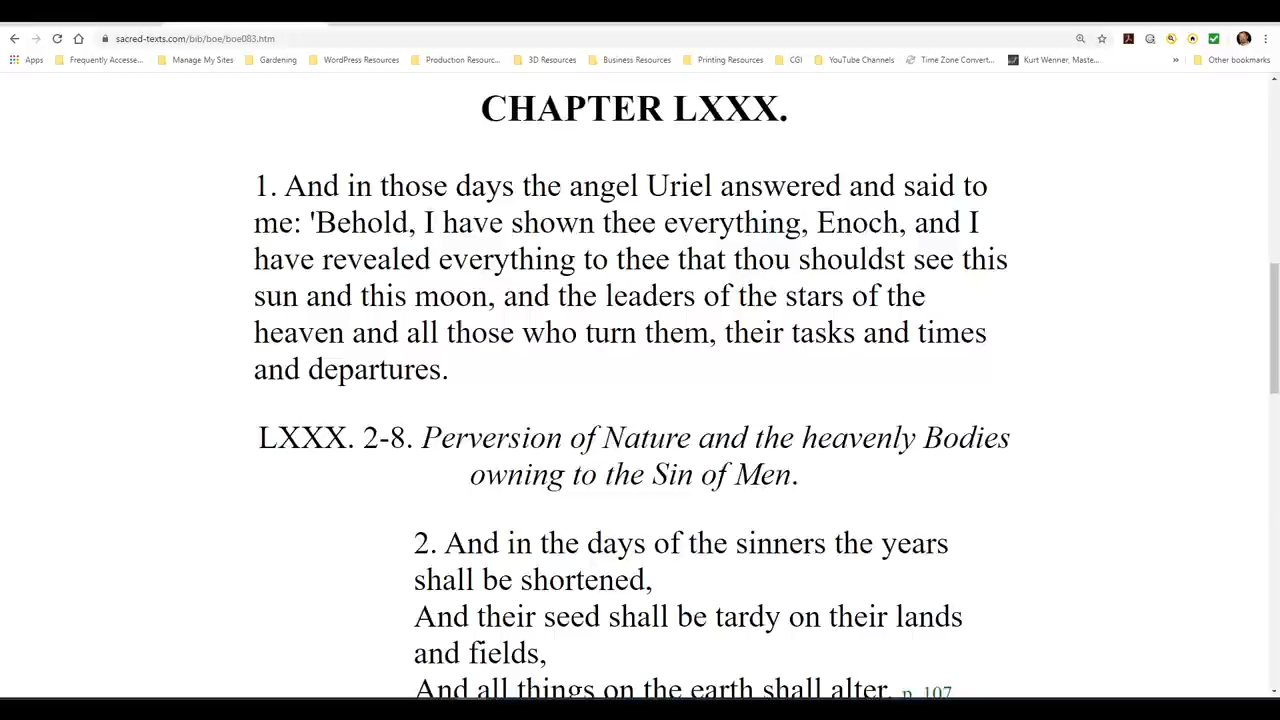 sacred-texts.com/bib/boe/boe083.htm
Apps Frequently Accesse... Manage My Sites Gardening WordPress Resources Production Resourc... 3D Resources Business Resources Printing Resources CGI YouTube Channels Time Zone Convert... Kurt Wenner, Maste... » Other bookmarks
CHAPTER LXXX.
1. And in those days the angel Uriel answered and said to
me: 'Behold, I have shown thee everything, Enoch, and I
have revealed everything to thee that thou shouldst see this
sun and this moon, and the leaders of the stars of the
heaven and all those who turn them, their tasks and times
and departures.
LXXX. 2-8. Perversion of Nature and the heavenly Bodies
owning to the Sin of Men.
2. And in the days of the sinners the years
shall be shortened,
And their seed shall be tardy on their lands
and fields,
And all things on the earth shall alter. p. 107